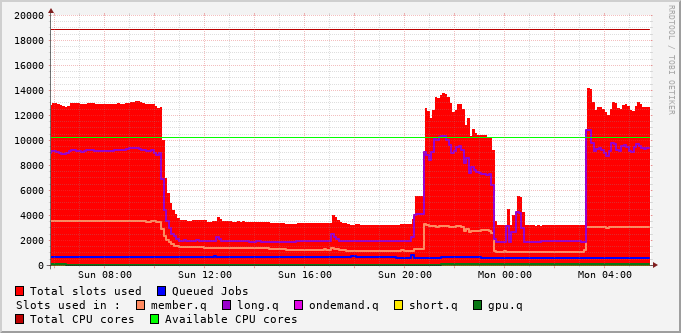 20000
18000
16000
14000
12000
10000
8000
6000
4000
2000
0
Sun 08:00 Sun 12:00 Sun 16:00 Sun 20:00 Mon 00:00 Mon 04:00
RRDTOOL / TOBI OETIKER
Total slots used Queued Jobs
Slots used in : member.q long.q ondemand.q short.q gpu.q
Total CPU cores Available CPU cores